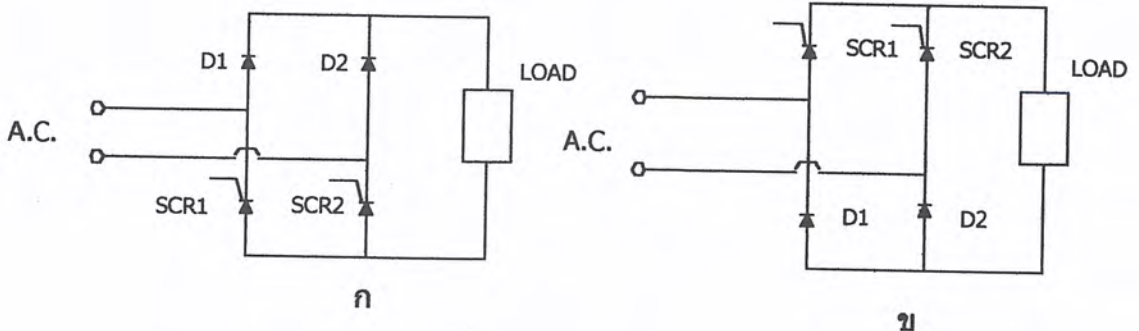 D1
D2
LOAD
A.C.
SCR1
SCR2
ก
SCR1
SCR2
LOAD
A.C.
D1
D2
ข